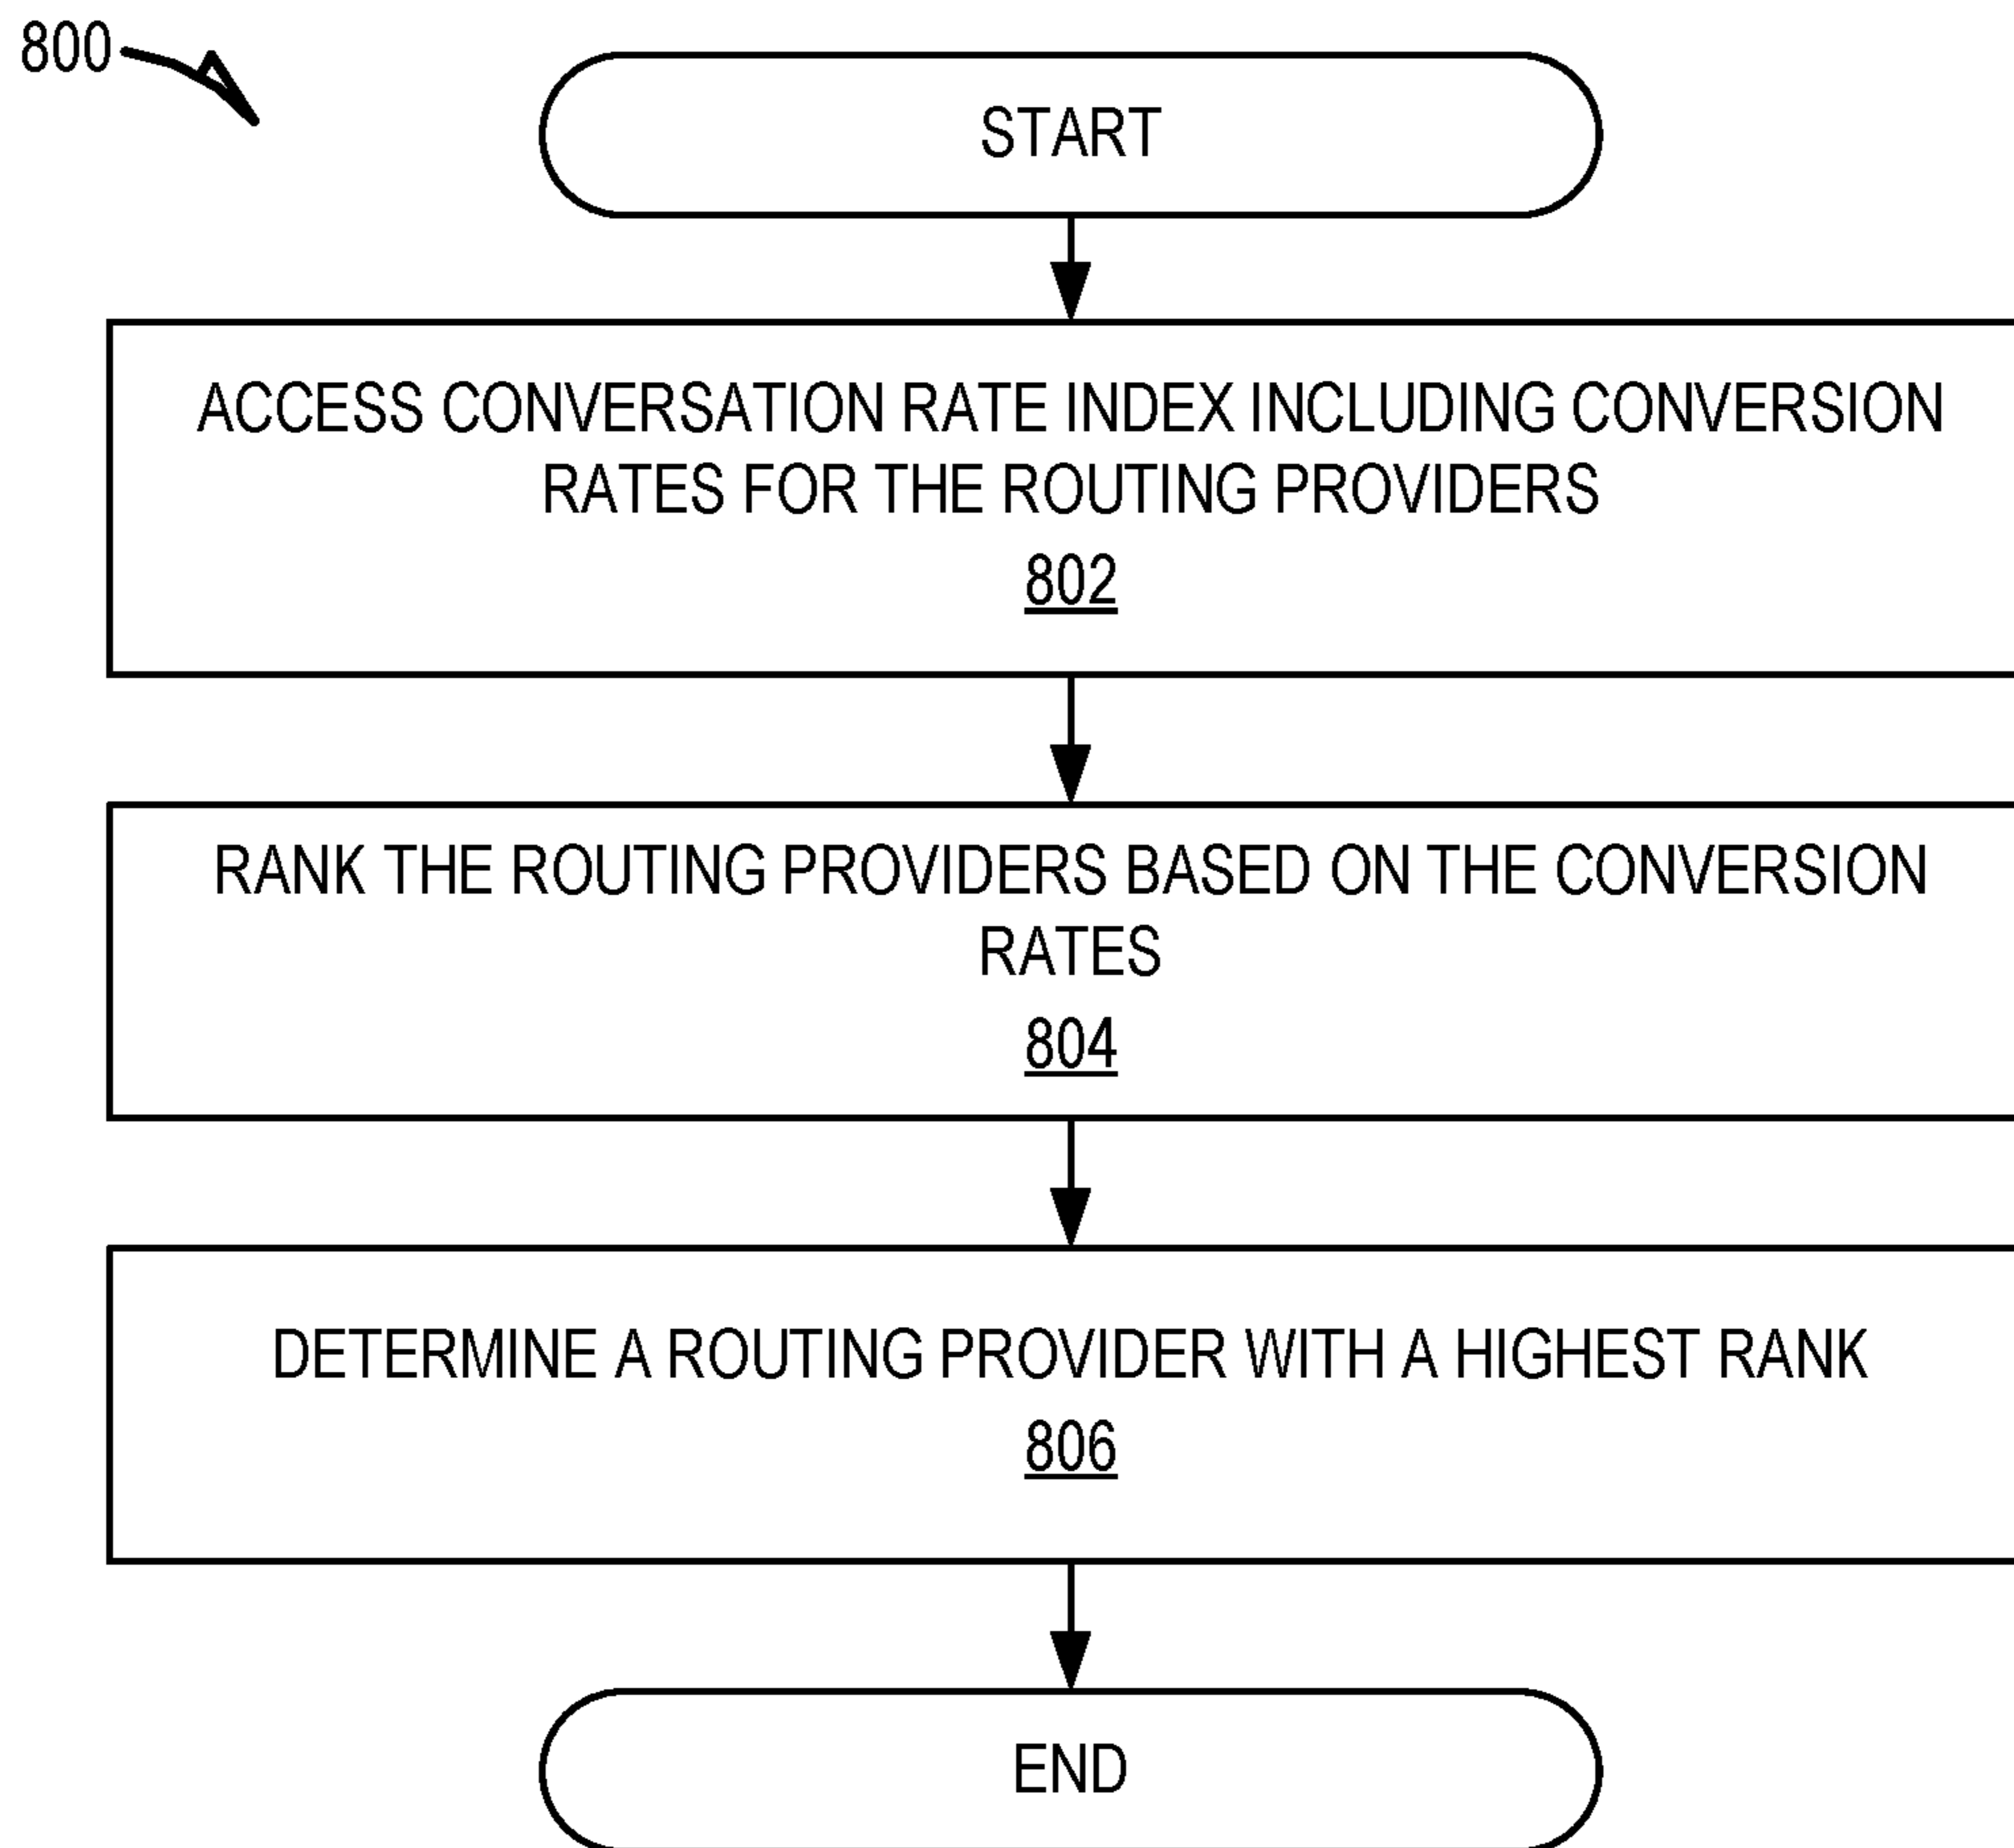 800
START
ACCESS CONVERSATION RATE INDEX INCLUDING CONVERSION
RATES FOR THE ROUTING PROVIDERS
802
RANK THE ROUTING PROVIDERS BASED ON THE CONVERSION
RATES
804
DETERMINE A ROUTING PROVIDER WITH A HIGHEST RANK
806
END